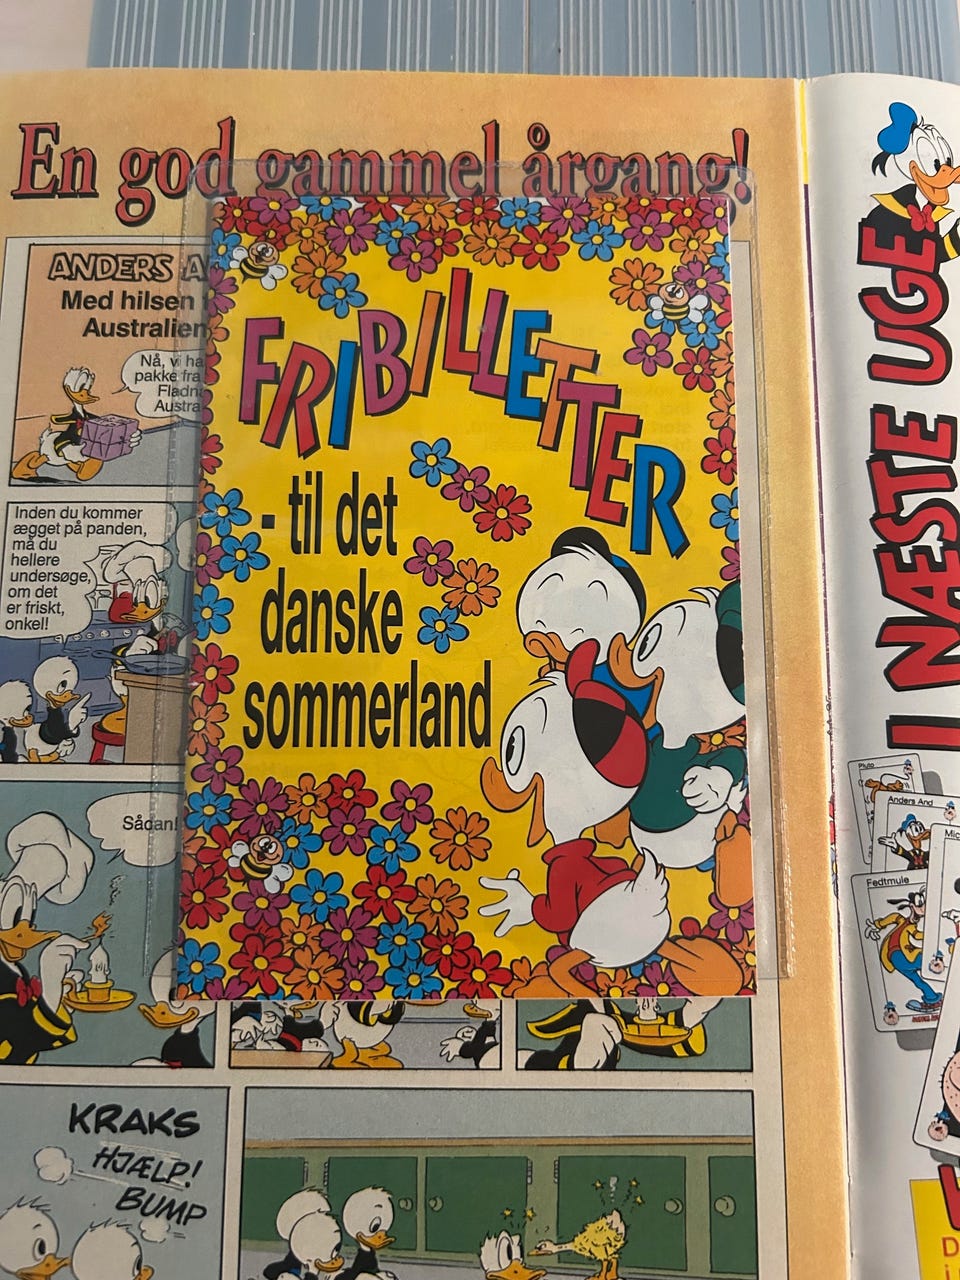 En god gammel årgang!
ANDERS A
Med hilsen
Australien
Nå, vi ha
pakke fra
Fladn
Austra
Inden du kommer
ægget på panden,
må du
hellere
undersøge,
om det
er friskt,
onkel!
Sådan!
KRAKS
HJÆLP!
BUMP
FRIBILLETTER
- til det
danske
sommerland
I NÆSTE UGE
Pluto
Anders And
Mic
Fedtmule
D